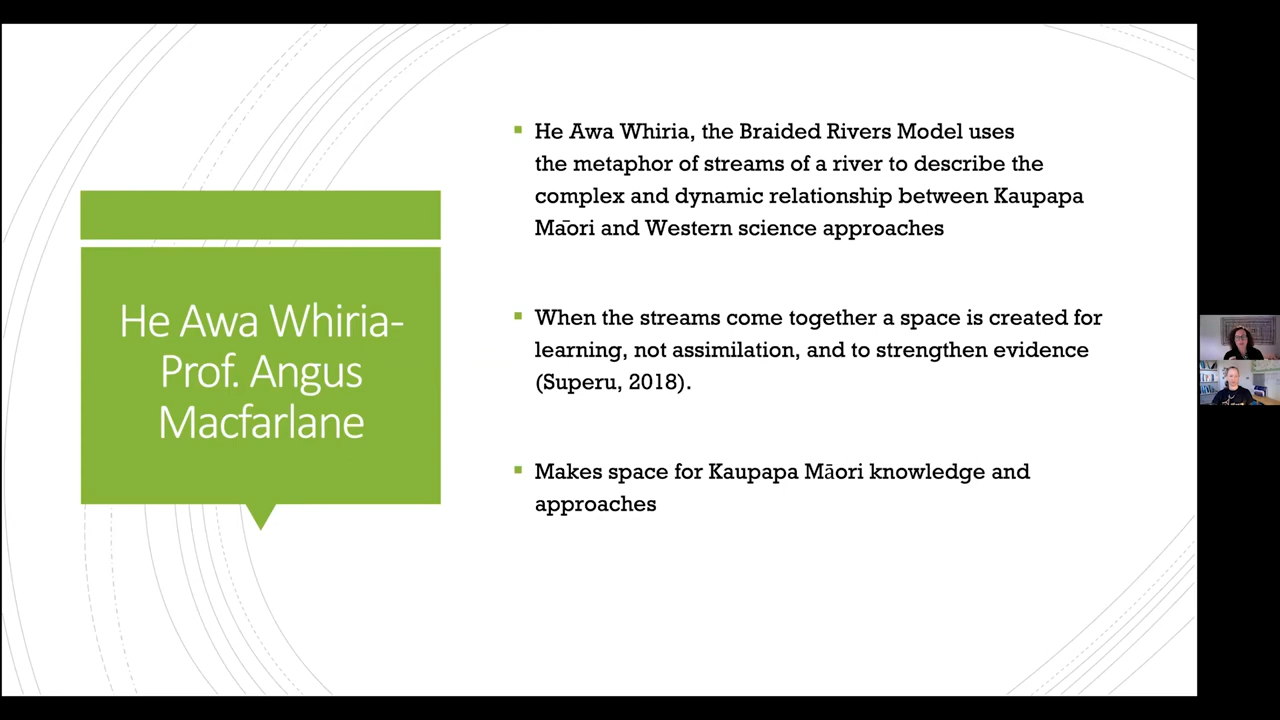 He Awa Whiria-
Prof. Angus
Macfarlane
He Awa Whiria, the Braided Rivers Model uses
the metaphor of streams of a river to describe the
complex and dynamic relationship between Kaupapa
Māori and Western science approaches
When the streams come together a space is created for
learning, not assimilation, and to strengthen evidence
(Superu, 2018).
Makes space for Kaupapa Māori knowledge and
approaches